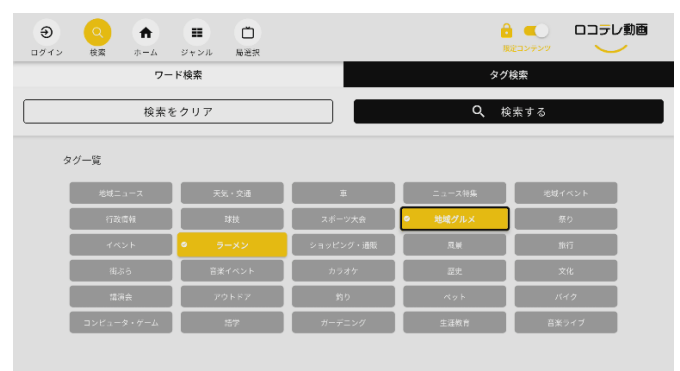 ログイン 検索 ホーム ジャンル 局選択 限定コンテンツ ロコテレ動画
ワード検索 タグ検索
検索をクリア 検索する
タグ一覧
地域ニュース 天気・交通 車 ニュース特集 地域イベント
行政情報 球技 スポーツ大会 地域グルメ 祭り
イベント ラーメン ショッピング・通販 風景 旅行
街ぶら 音楽イベント カラオケ 歴史 文化
講演会 アウトドア 釣り ペット バイク
コンピュータ・ゲーム 語学 ガーデニング 生涯教育 音楽ライブ